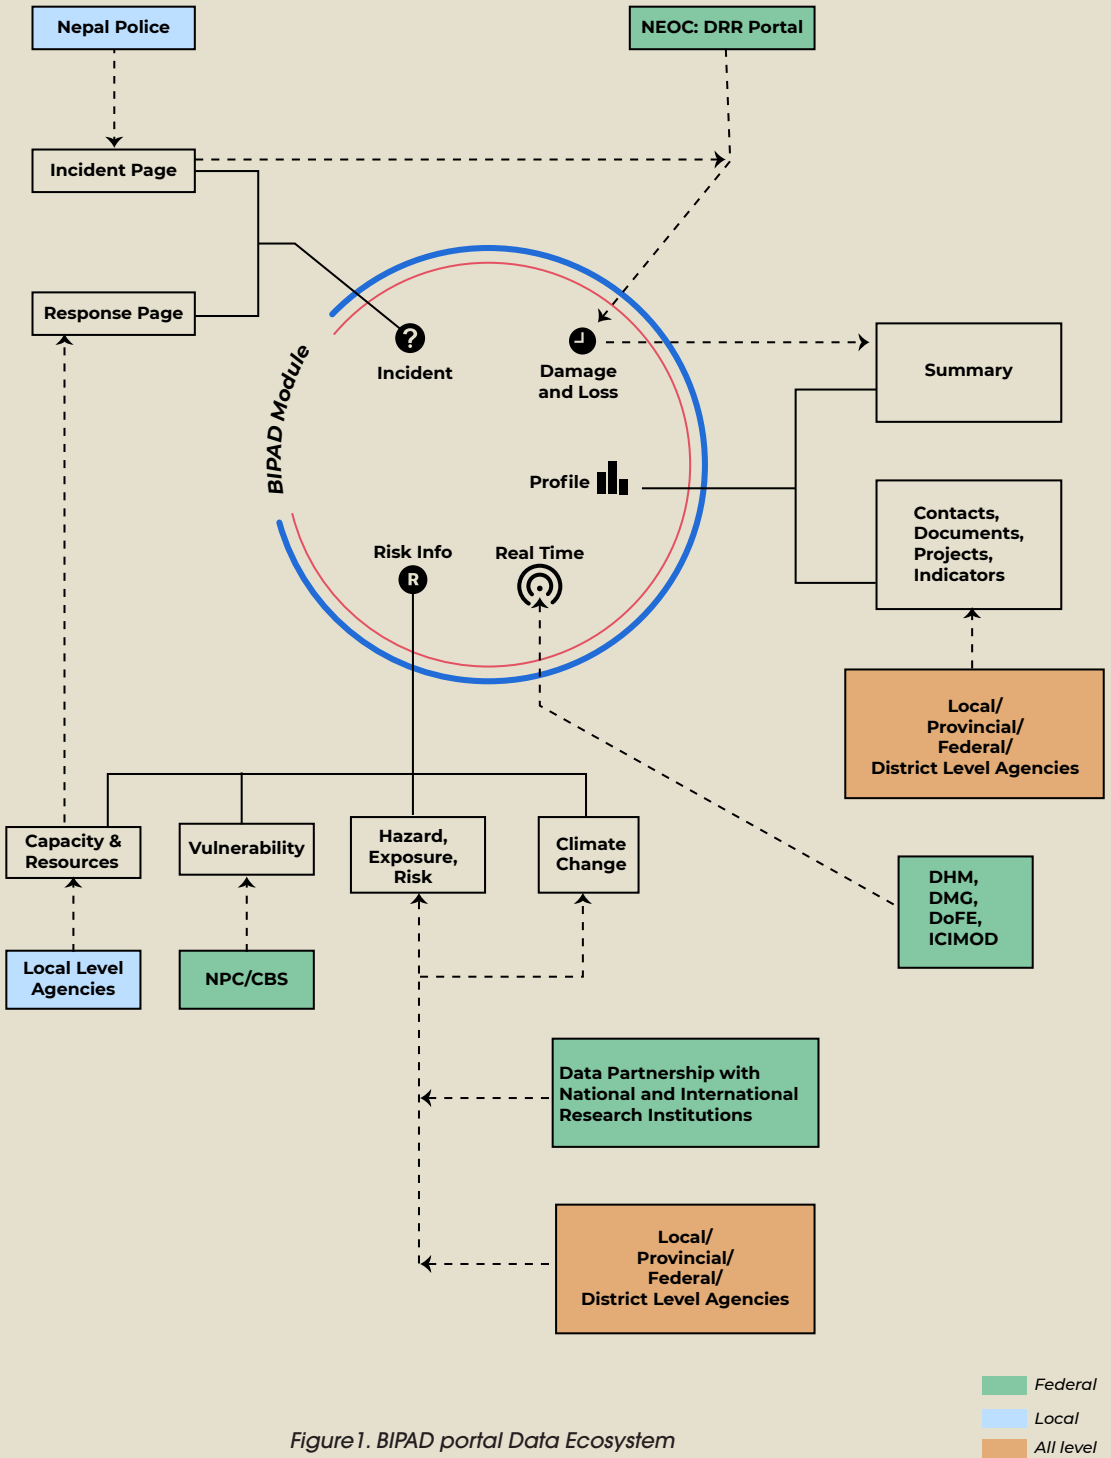 Nepal Police
NEOC: DRR Portal
Incident Page
Response Page
BIPAD Module
Incident
Damage
and Loss
Summary
Profile
Contacts,
Documents,
Projects,
Indicators
Risk Info
R
Real Time
Local/
Provincial/
Federal/
District Level Agencies
Capacity &
Resources
Vulnerability
Hazard,
Exposure,
Risk
Climate
Change
DHM,
DMG,
DoFE,
ICIMOD
Local Level
Agencies
NPC/CBS
Data Partnership with
National and International
Research Institutions
Local/
Provincial/
Federal/
District Level Agencies
Federal
Local
All level
Figure1. BIPAD portal Data Ecosystem